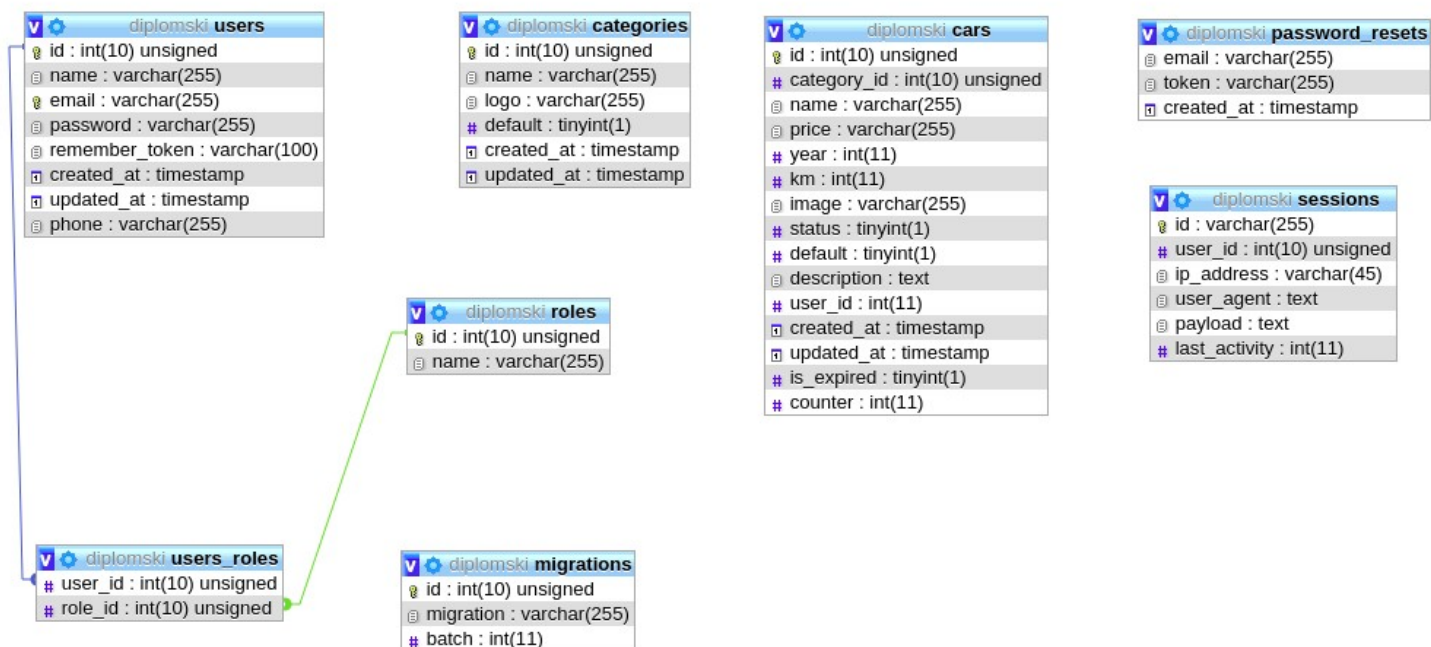 diplomski users
id : int(10) unsigned
name : varchar(255)
email : varchar(255)
password : varchar(255)
remember_token : varchar(100)
created_at : timestamp
updated_at : timestamp
phone : varchar(255)
diplomski categories
id : int(10) unsigned
name : varchar(255)
logo : varchar(255)
default : tinyint(1)
created_at : timestamp
updated_at : timestamp
diplomski cars
id : int(10) unsigned
category_id : int(10) unsigned
name : varchar(255)
price : varchar(255)
year : int(11)
km : int(11)
image : varchar(255)
status : tinyint(1)
default : tinyint(1)
description : text
user_id : int(11)
created_at : timestamp
updated_at : timestamp
is_expired : tinyint(1)
counter : int(11)
diplomski password_resets
email : varchar(255)
token : varchar(255)
created_at : timestamp
diplomski sessions
id : varchar(255)
user_id : int(10) unsigned
ip_address : varchar(45)
user_agent : text
payload : text
last_activity : int(11)
diplomski roles
id : int(10) unsigned
name : varchar(255)
diplomski users_roles
user_id : int(10) unsigned
role_id : int(10) unsigned
diplomski migrations
id : int(10) unsigned
migration : varchar(255)
batch : int(11)